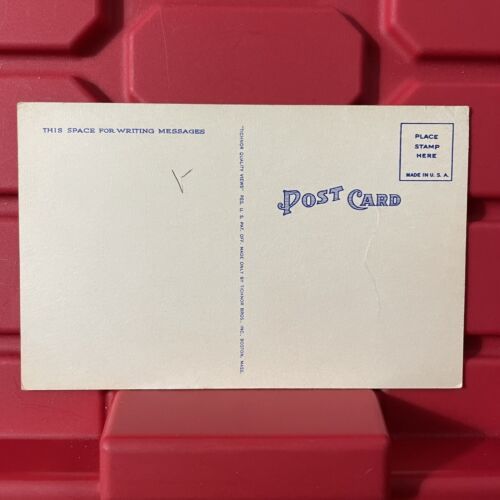 THIS SPACE FOR WRITING MESSAGES
"TICHNOR QUALITY VIEWS" REG. U. S. PAT. OFF. MADE ONLY BY TICHNOR BROS., INC. BOSTON, MASS.
PLACE
STAMP
HERE
MADE IN U. S. A.
POST CARD